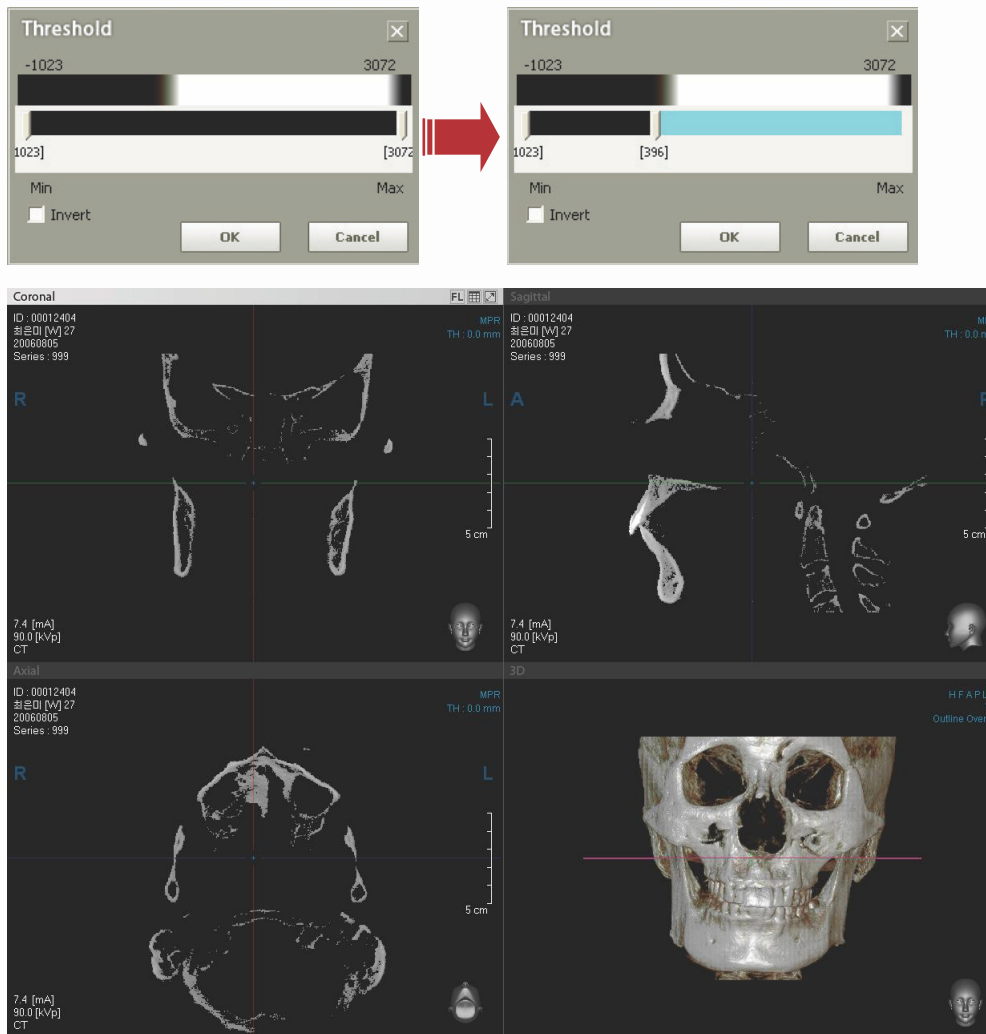 Threshold
-1023 3072
1023] [3072
Min Max
Invert
OK Cancel
Threshold
-1023 3072
1023] [396]
Min Max
Invert
OK Cancel
Coronal FL
ID : 00012404
최은미 [W] 27
20060805
Series : 999
MPR
TH : 0.0 mm
R L
5 cm
7.4 [mA]
90.0 [kVp]
CT
Sagittal
ID : 00012404
최은미 [W] 27
20060805
Series : 999
TH : 0.0 m
A
5 cm
7.4 [mA]
90.0 [kVp]
CT
Axial
ID : 00012404
최은미 [W] 27
20060805
Series : 999
MPR
TH : 0.0 mm
R L
5 cm
7.4 [mA]
90.0 [kVp]
CT
3D
H F A P L
Outline Over